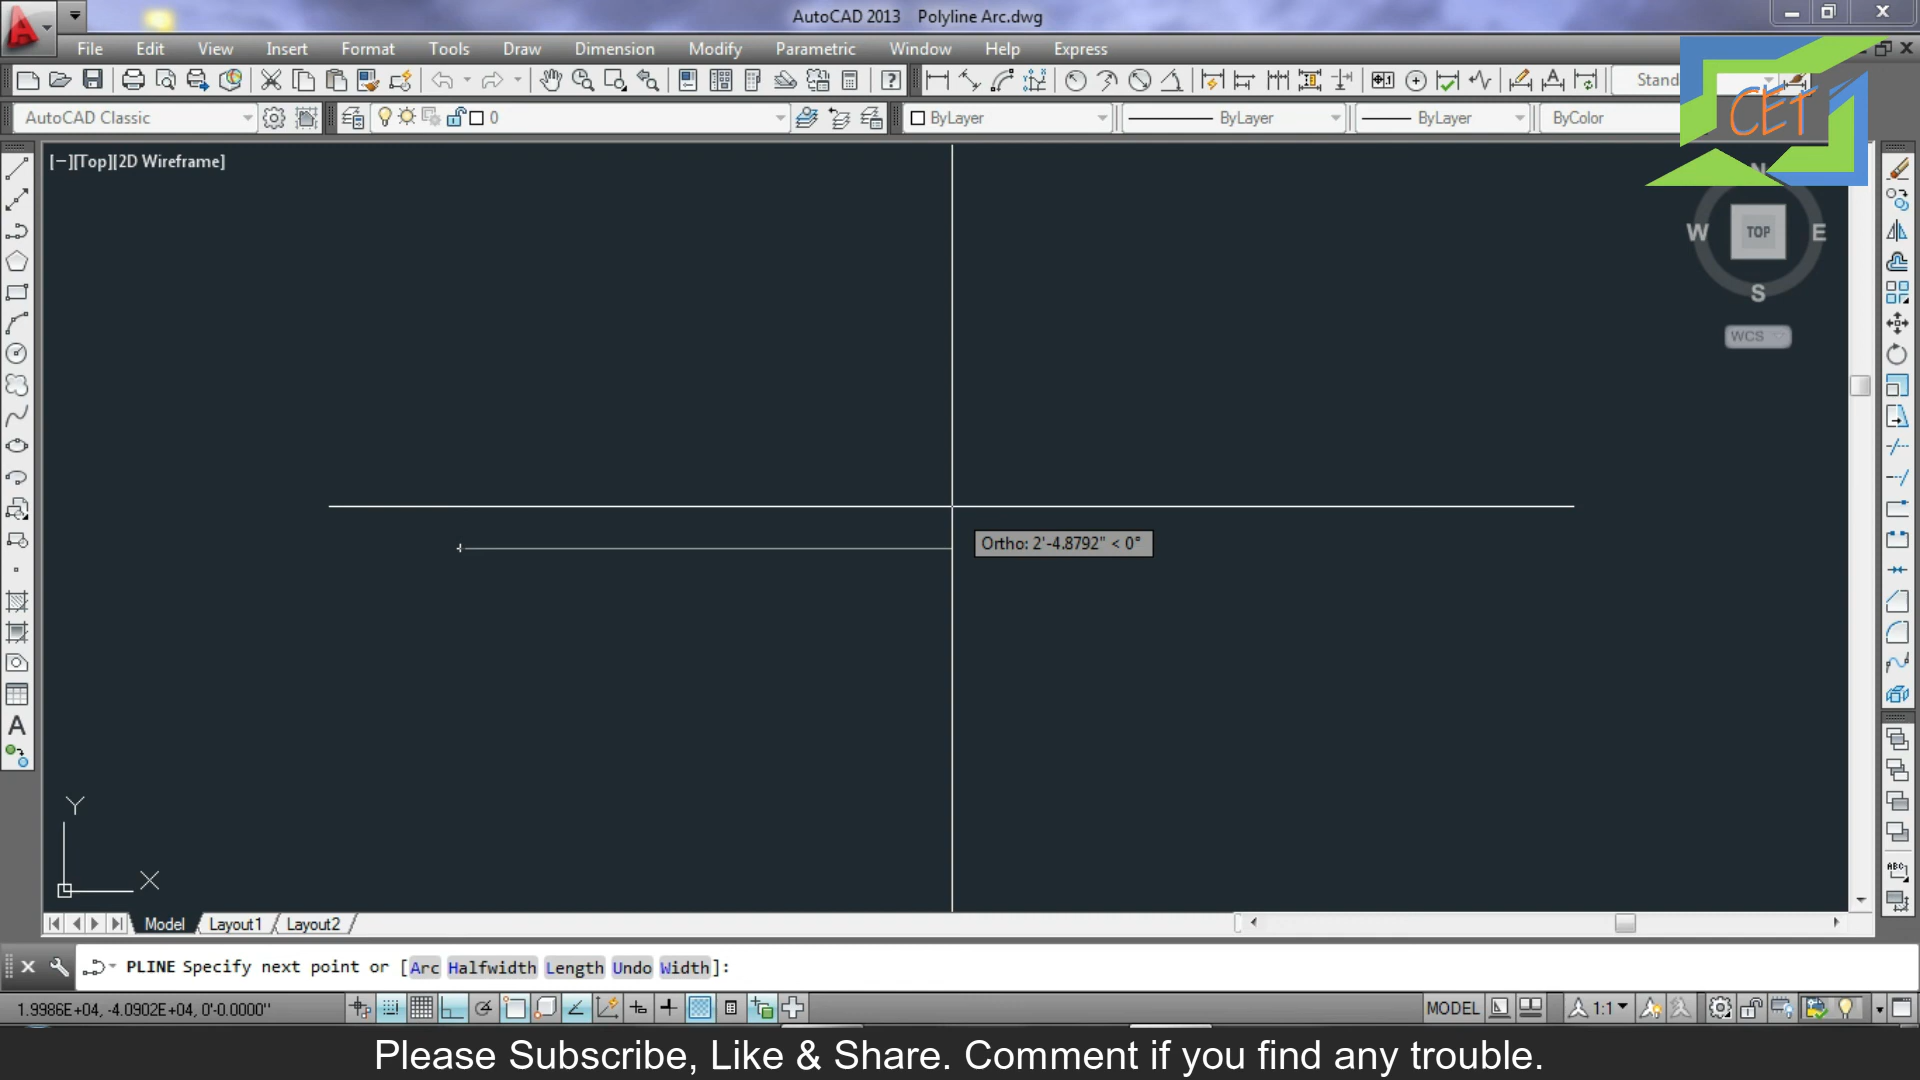 AutoCAD 2013 Polyline Arc.dwg
File Edit View Insert Format Tools Draw Dimension Modify Parametric Window Help Express
Stand
AutoCAD Classic 0 ByLayer ByLayer ByLayer ByColor
CET
[−][Top][2D Wireframe]
N
W TOP E
S
WCS
Ortho: 2'-4.8792" < 0°
Y
X
A
ABC
Model Layout1 Layout2
PLINE Specify next point or [Arc Halfwidth Length Undo Width]:
1.9986E+04, -4.0902E+04, 0'-0.0000" MODEL 1:1
Please Subscribe, Like & Share. Comment if you find any trouble.